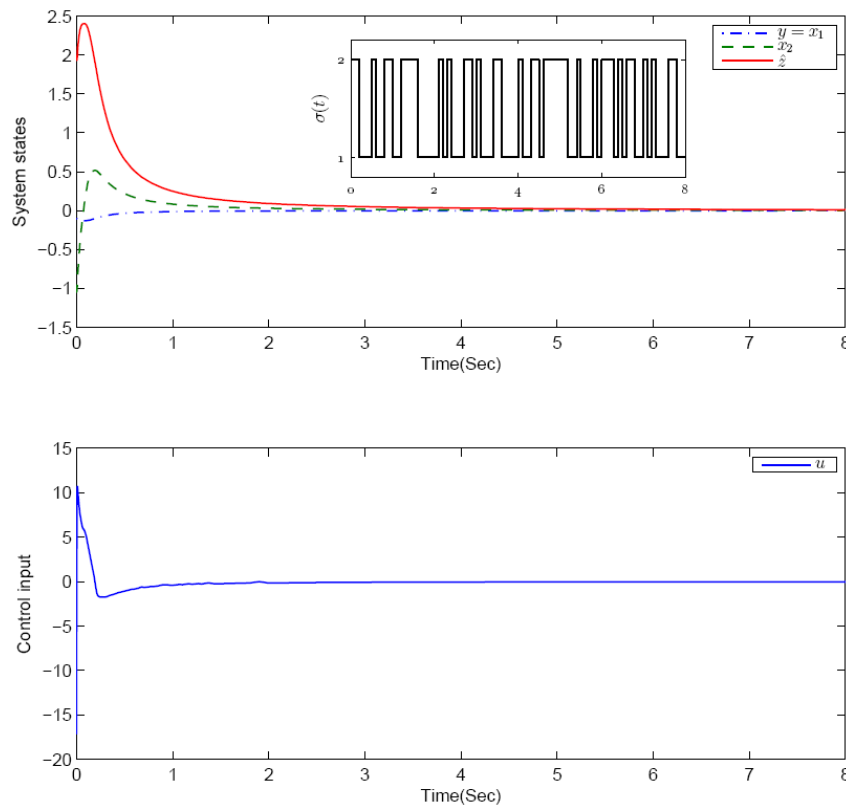 2.5
2
1.5
1
0.5
0
−0.5
−1
−1.5
System states
0 1 2 3 4 5 6 7 8
Time(Sec)
y = x₁
x₂
ẑ
2
1
σ(t)
0 2 4 6 8
15
10
5
0
−5
−10
−15
−20
Control input
0 1 2 3 4 5 6 7 8
Time(Sec)
u